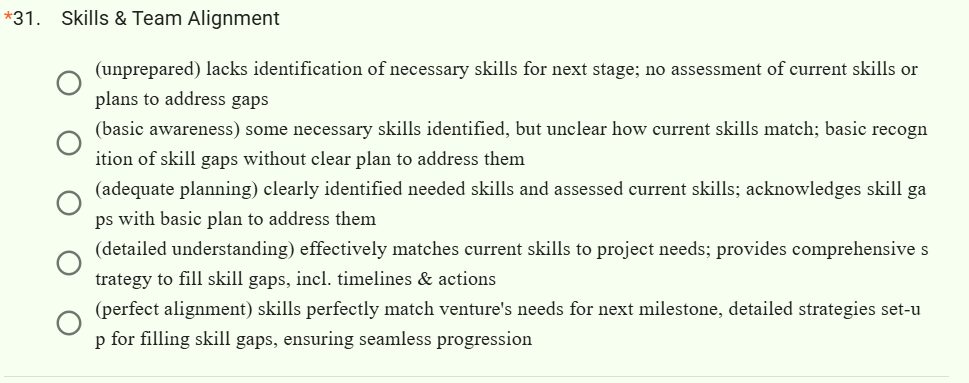 *31. Skills & Team Alignment
(unprepared) lacks identification of necessary skills for next stage; no assessment of current skills or
plans to address gaps
(basic awareness) some necessary skills identified, but unclear how current skills match; basic recogn
ition of skill gaps without clear plan to address them
(adequate planning) clearly identified needed skills and assessed current skills; acknowledges skill ga
ps with basic plan to address them
(detailed understanding) effectively matches current skills to project needs; provides comprehensive s
trategy to fill skill gaps, incl. timelines & actions
(perfect alignment) skills perfectly match venture's needs for next milestone, detailed strategies set-u
p for filling skill gaps, ensuring seamless progression